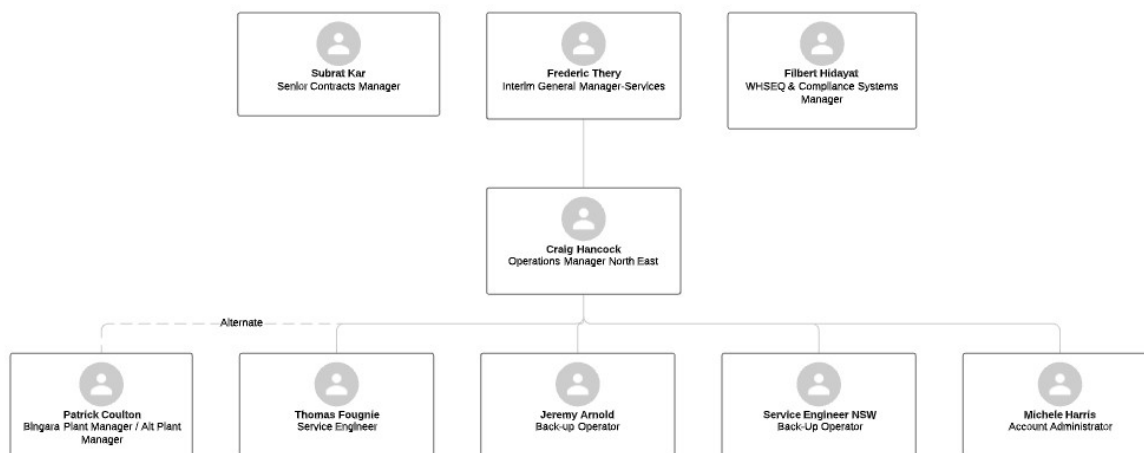 Subrat Kar
Senior Contracts Manager
Frederic Thery
Interim General Manager-Services
Filbert Hidayat
WHSEQ & Compliance Systems
Manager
Craig Hancock
Operations Manager North East
Alternate
Patrick Coulton
Bingara Plant Manager / Alt Plant
Manager
Thomas Fougnie
Service Engineer
Jeremy Arnold
Back-up Operator
Service Engineer NSW
Back-Up Operator
Michele Harris
Account Administrator